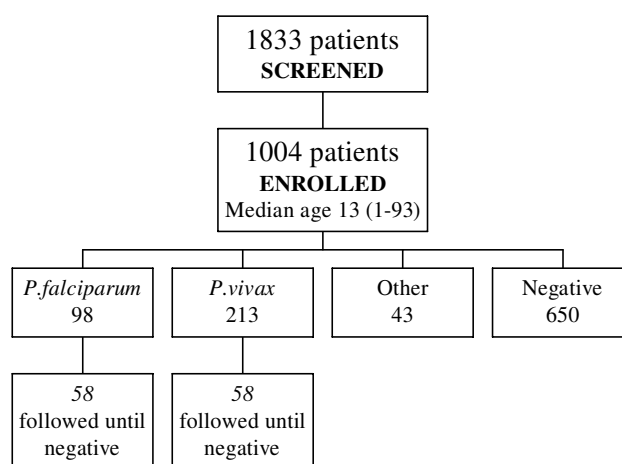 1833 patients
SCREENED
1004 patients
ENROLLED
Median age 13 (1-93)
P.falciparum
98
P.vivax
213
Other
43
Negative
650
58
followed until
negative
58
followed until
negative